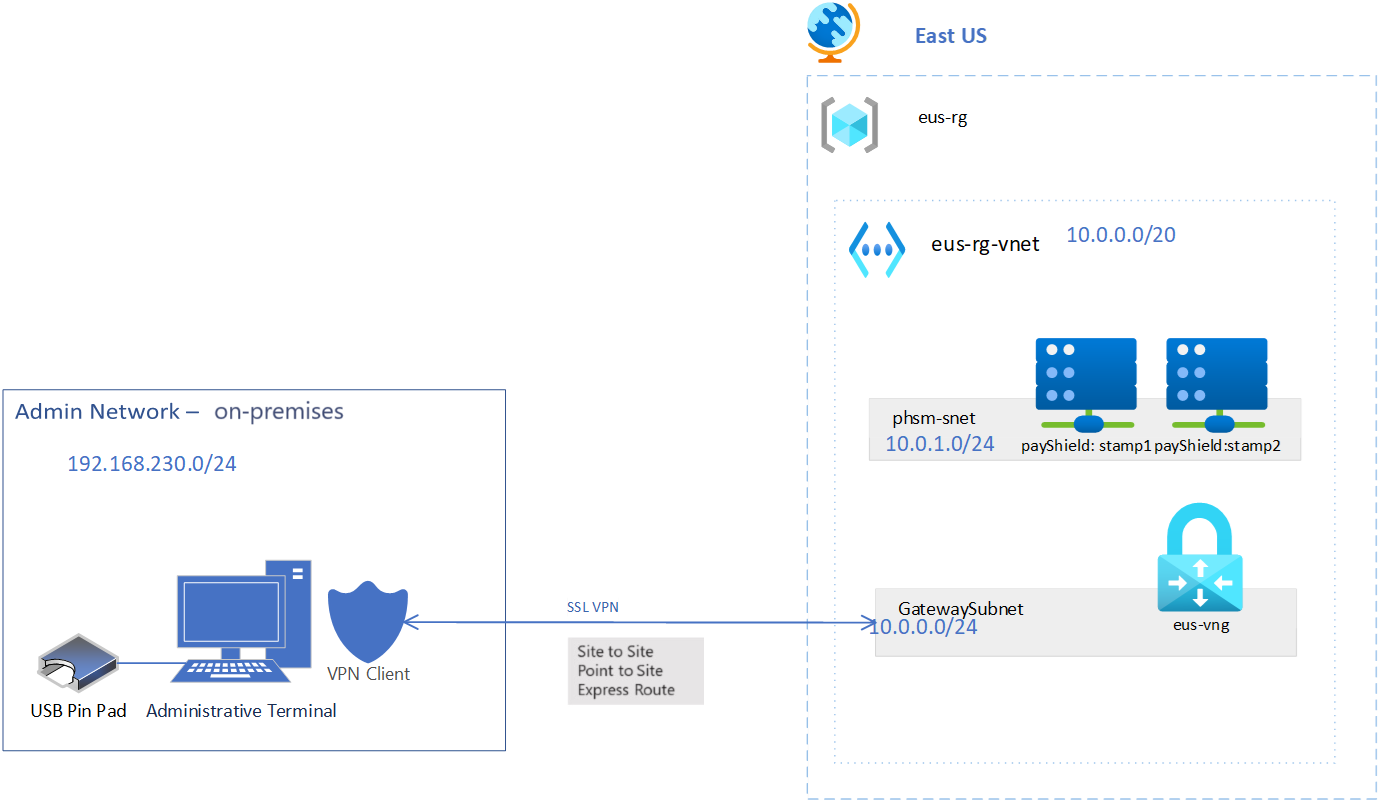 East US
eus-rg
eus-rg-vnet
10.0.0.0/20
phsm-snet
10.0.1.0/24
payShield: stamp1
payShield:stamp2
GatewaySubnet
10.0.0.0/24
eus-vng
Admin Network – on-premises
192.168.230.0/24
USB Pin Pad
Administrative Terminal
VPN Client
SSL VPN
Site to Site
Point to Site
Express Route